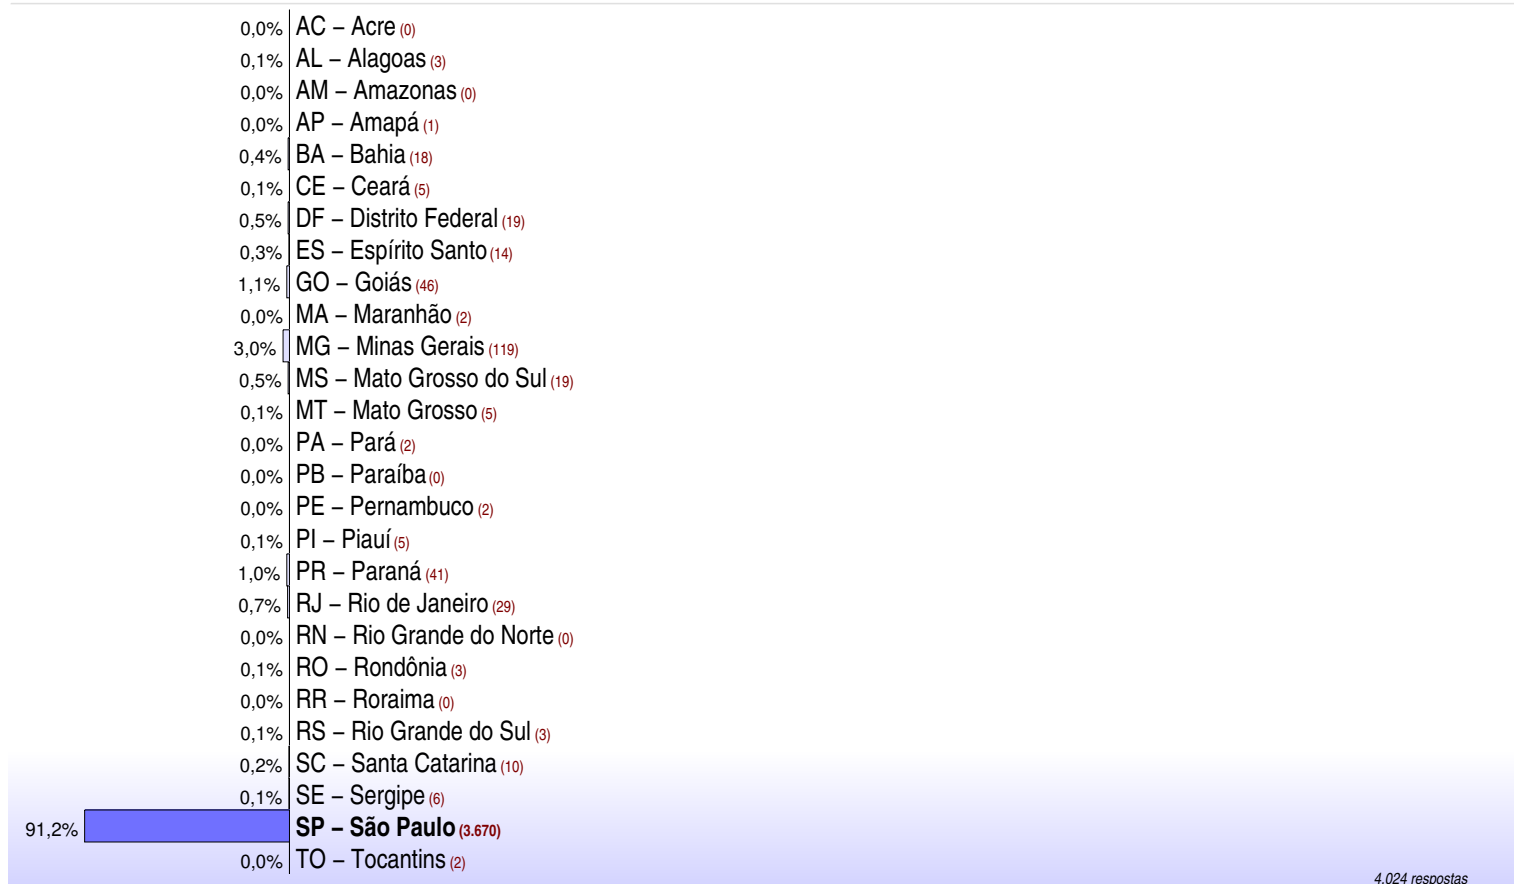 0,0% AC – Acre (0)
0,1% AL – Alagoas (3)
0,0% AM – Amazonas (0)
0,0% AP – Amapá (1)
0,4% BA – Bahia (18)
0,1% CE – Ceará (5)
0,5% DF – Distrito Federal (19)
0,3% ES – Espírito Santo (14)
1,1% GO – Goiás (46)
0,0% MA – Maranhão (2)
3,0% MG – Minas Gerais (119)
0,5% MS – Mato Grosso do Sul (19)
0,1% MT – Mato Grosso (5)
0,0% PA – Pará (2)
0,0% PB – Paraíba (0)
0,0% PE – Pernambuco (2)
0,1% PI – Piauí (5)
1,0% PR – Paraná (41)
0,7% RJ – Rio de Janeiro (29)
0,0% RN – Rio Grande do Norte (0)
0,1% RO – Rondônia (3)
0,0% RR – Roraima (0)
0,1% RS – Rio Grande do Sul (3)
0,2% SC – Santa Catarina (10)
0,1% SE – Sergipe (6)
91,2% SP – São Paulo (3.670)
0,0% TO – Tocantins (2)
4.024 respostas